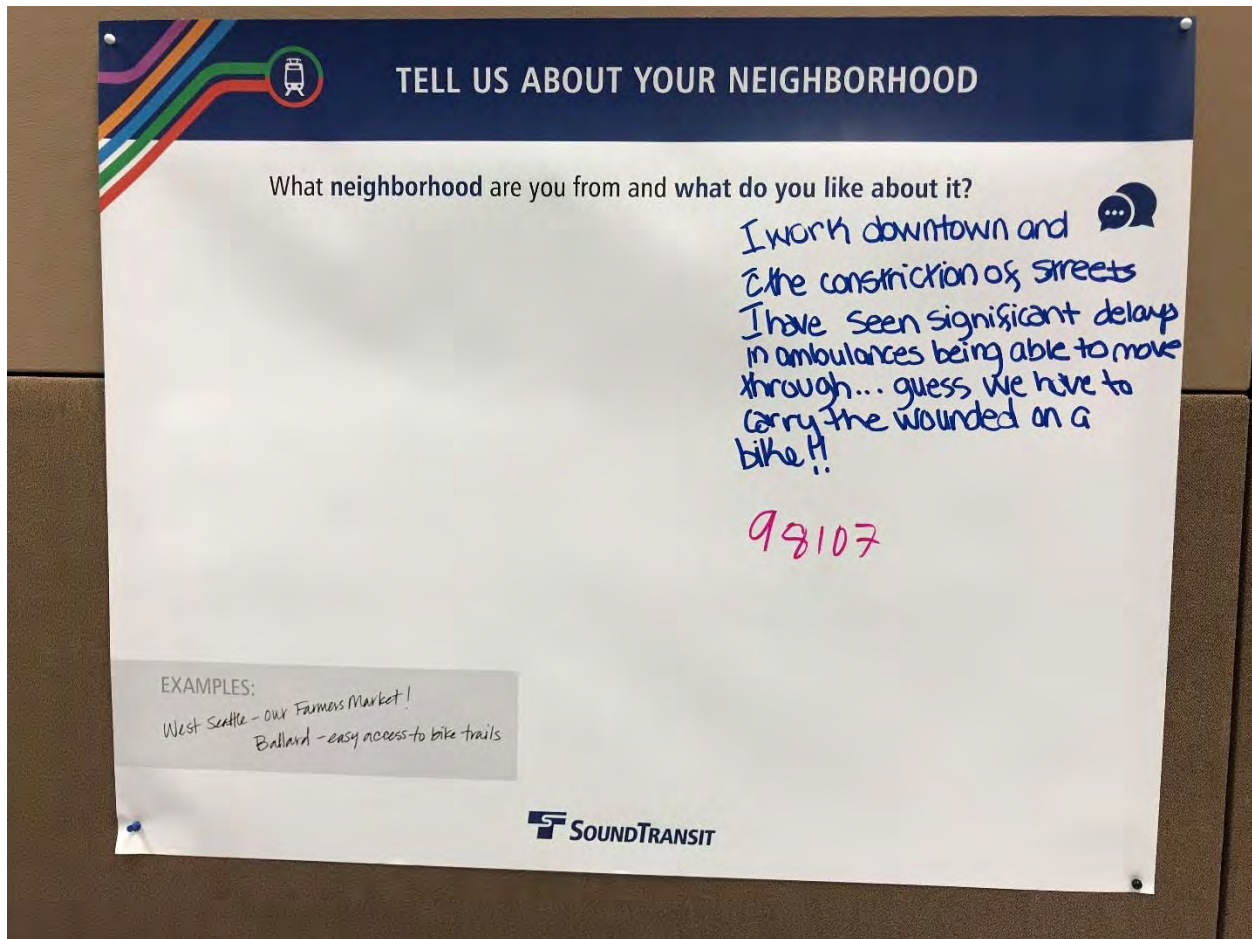 TELL US ABOUT YOUR NEIGHBORHOOD
What neighborhood are you from and what do you like about it?
I work downtown and
c̄ the constriction of streets
I have seen significant delays
in ambulances being able to move
through... guess we have to
carry the wounded on a
bike!!
98107
EXAMPLES:
West Seattle - our Farmers Market!
Ballard - easy access to bike trails
SOUNDTRANSIT